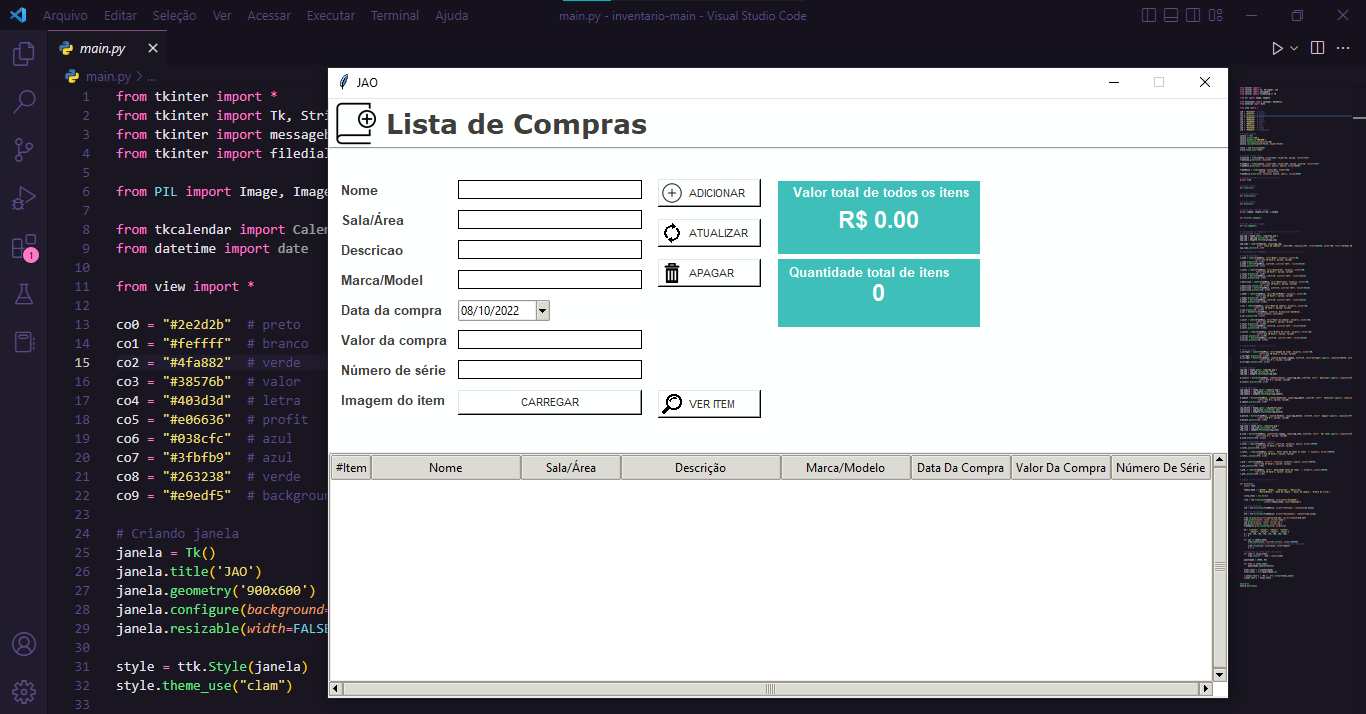 Arquivo Editar Seleção Ver Acessar Executar Terminal Ajuda
main.py - inventario-main - Visual Studio Code
main.py
main.py > ...
1 from tkinter import *
2 from tkinter import Tk, Stri
3 from tkinter import messageb
4 from tkinter import filedial
5
6 from PIL import Image, Image
7
8 from tkcalendar import Calen
9 from datetime import date
10
11 from view import *
12
13 co0 = "#2e2d2b" # preto
14 co1 = "#feffff" # branco
15 co2 = "#4fa882" # verde
16 co3 = "#38576b" # valor
17 co4 = "#403d3d" # letra
18 co5 = "#e06636" # profit
19 co6 = "#038cfc" # azul
20 co7 = "#3fbfb9" # azul
21 co8 = "#263238" # verde
22 co9 = "#e9edf5" # backgroun
23
24 # Criando janela
25 janela = Tk()
26 janela.title('JAO')
27 janela.geometry('900x600')
28 janela.configure(background=
29 janela.resizable(width=FALSE
30
31 style = ttk.Style(janela)
32 style.theme_use("clam")
33
1
JAO
Lista de Compras
Nome
Sala/Área
Descricao
Marca/Model
Data da compra 08/10/2022
Valor da compra
Número de série
Imagem do item CARREGAR
ADICIONAR
ATUALIZAR
APAGAR
VER ITEM
Valor total de todos os itens
R$ 0.00
Quantidade total de itens
0
#Item Nome Sala/Área Descrição Marca/Modelo Data Da Compra Valor Da Compra Número De Série